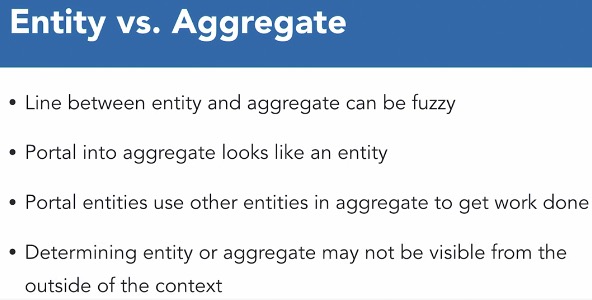 Entity vs. Aggregate
• Line between entity and aggregate can be fuzzy
• Portal into aggregate looks like an entity
• Portal entities use other entities in aggregate to get work done
• Determining entity or aggregate may not be visible from the
outside of the context